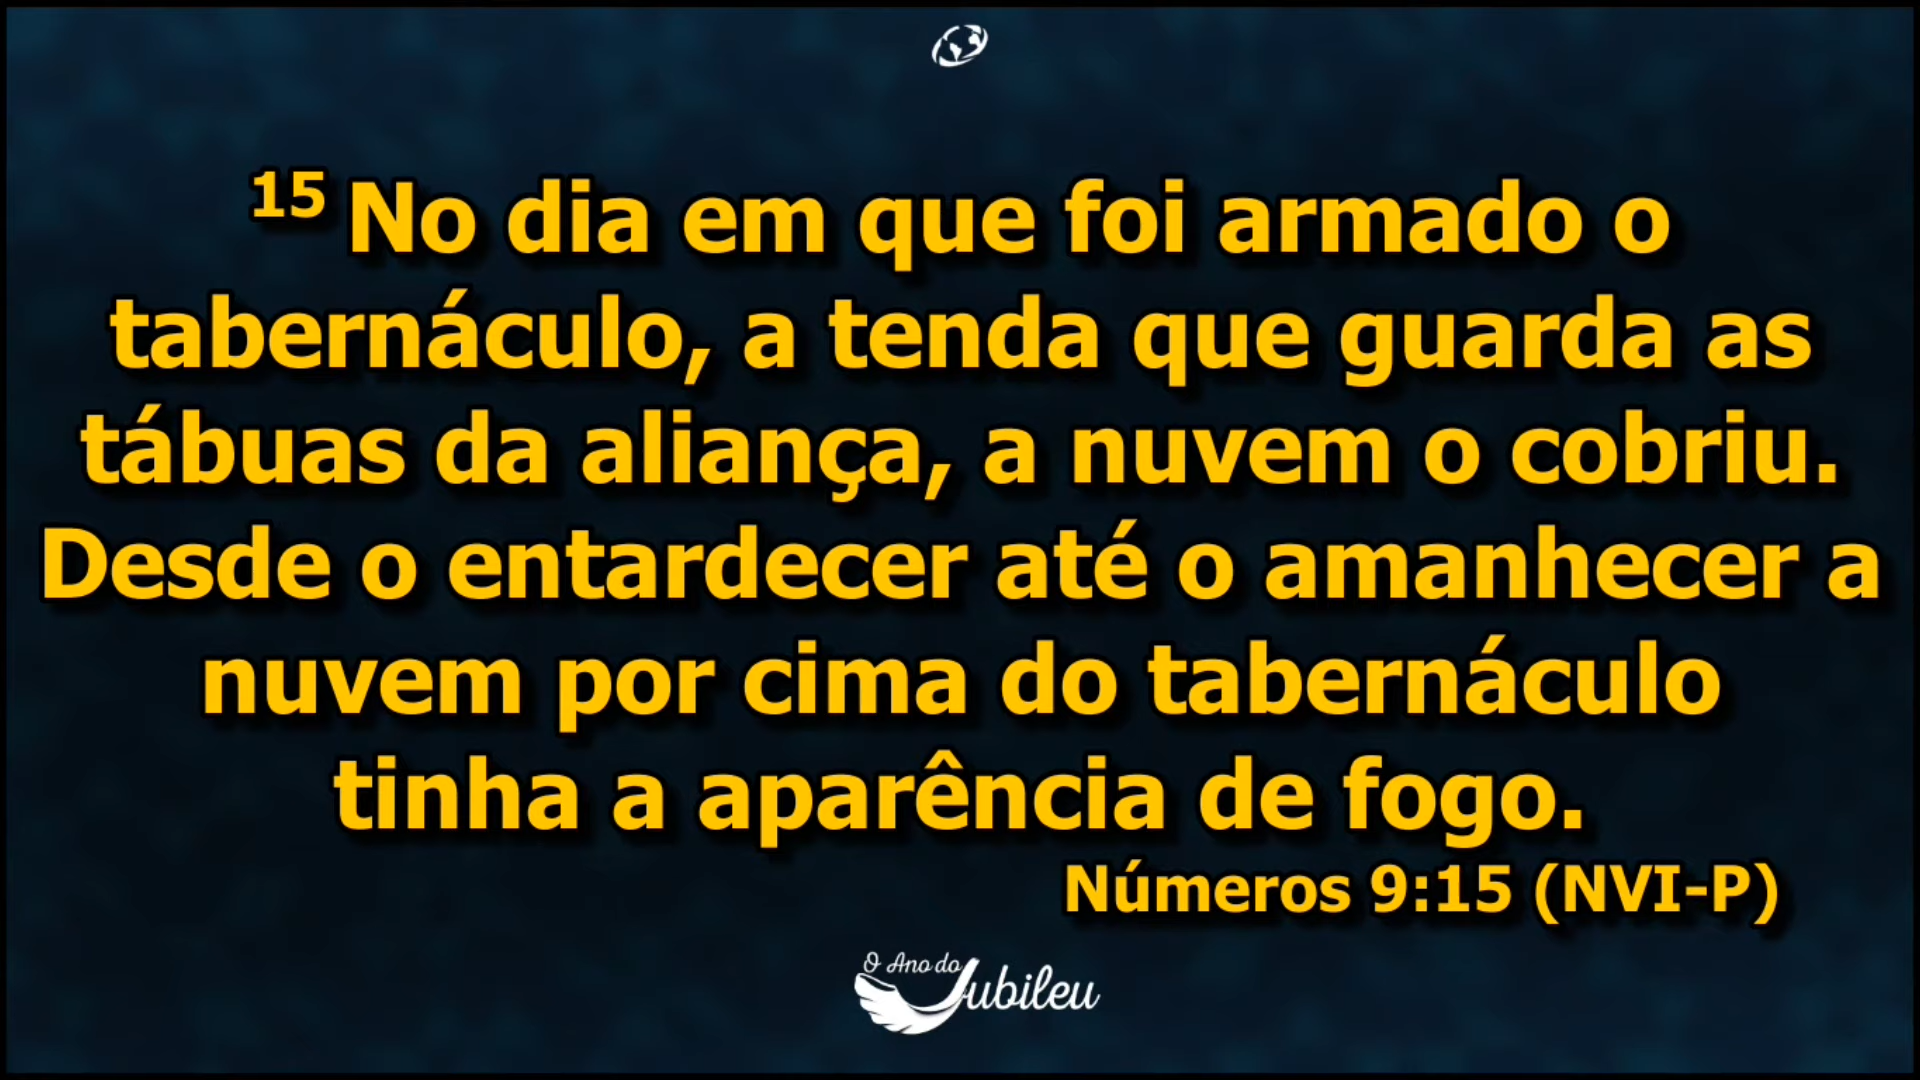 15 No dia em que foi armado o
tabernáculo, a tenda que guarda as
tábuas da aliança, a nuvem o cobriu.
Desde o entardecer até o amanhecer a
nuvem por cima do tabernáculo
tinha a aparência de fogo.
Números 9:15 (NVI-P)
O Ano do
Jubileu